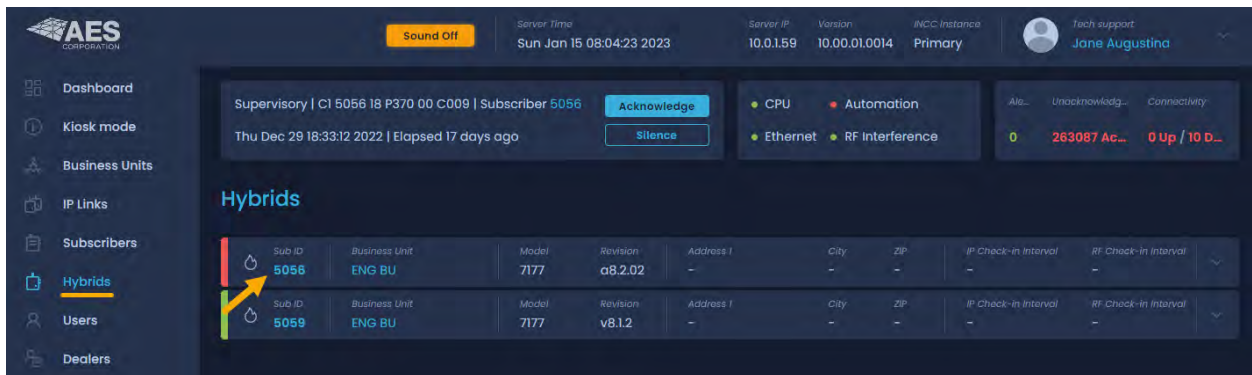 AES
CORPORATION
Sound Off
Server Time
Sun Jan 15 08:04:23 2023
Server IP
10.0.1.59
Version
10.00.01.0014
INCC Instance
Primary
Tech support
Jane Augustina
Dashboard
Kiosk mode
Business Units
IP Links
Subscribers
Hybrids
Users
Dealers
Supervisory | C1 5056 18 P370 00 C009 | Subscriber 5056
Thu Dec 29 18:33:12 2022 | Elapsed 17 days ago
Acknowledge
Silence
CPU
Automation
Ethernet
RF Interference
Ale...
Unacknowledg...
Connectivity
0
263087 Ac...
0 Up / 10 D...
Hybrids
Sub ID Business Unit Model Revision Address 1 City ZIP IP Check-in Interval RF Check-in Interval
5056 ENG BU 7177 a8.2.02 - - - - -
Sub ID Business Unit Model Revision Address 1 City ZIP IP Check-in Interval RF Check-in Interval
5059 ENG BU 7177 v8.1.2 - - - - -